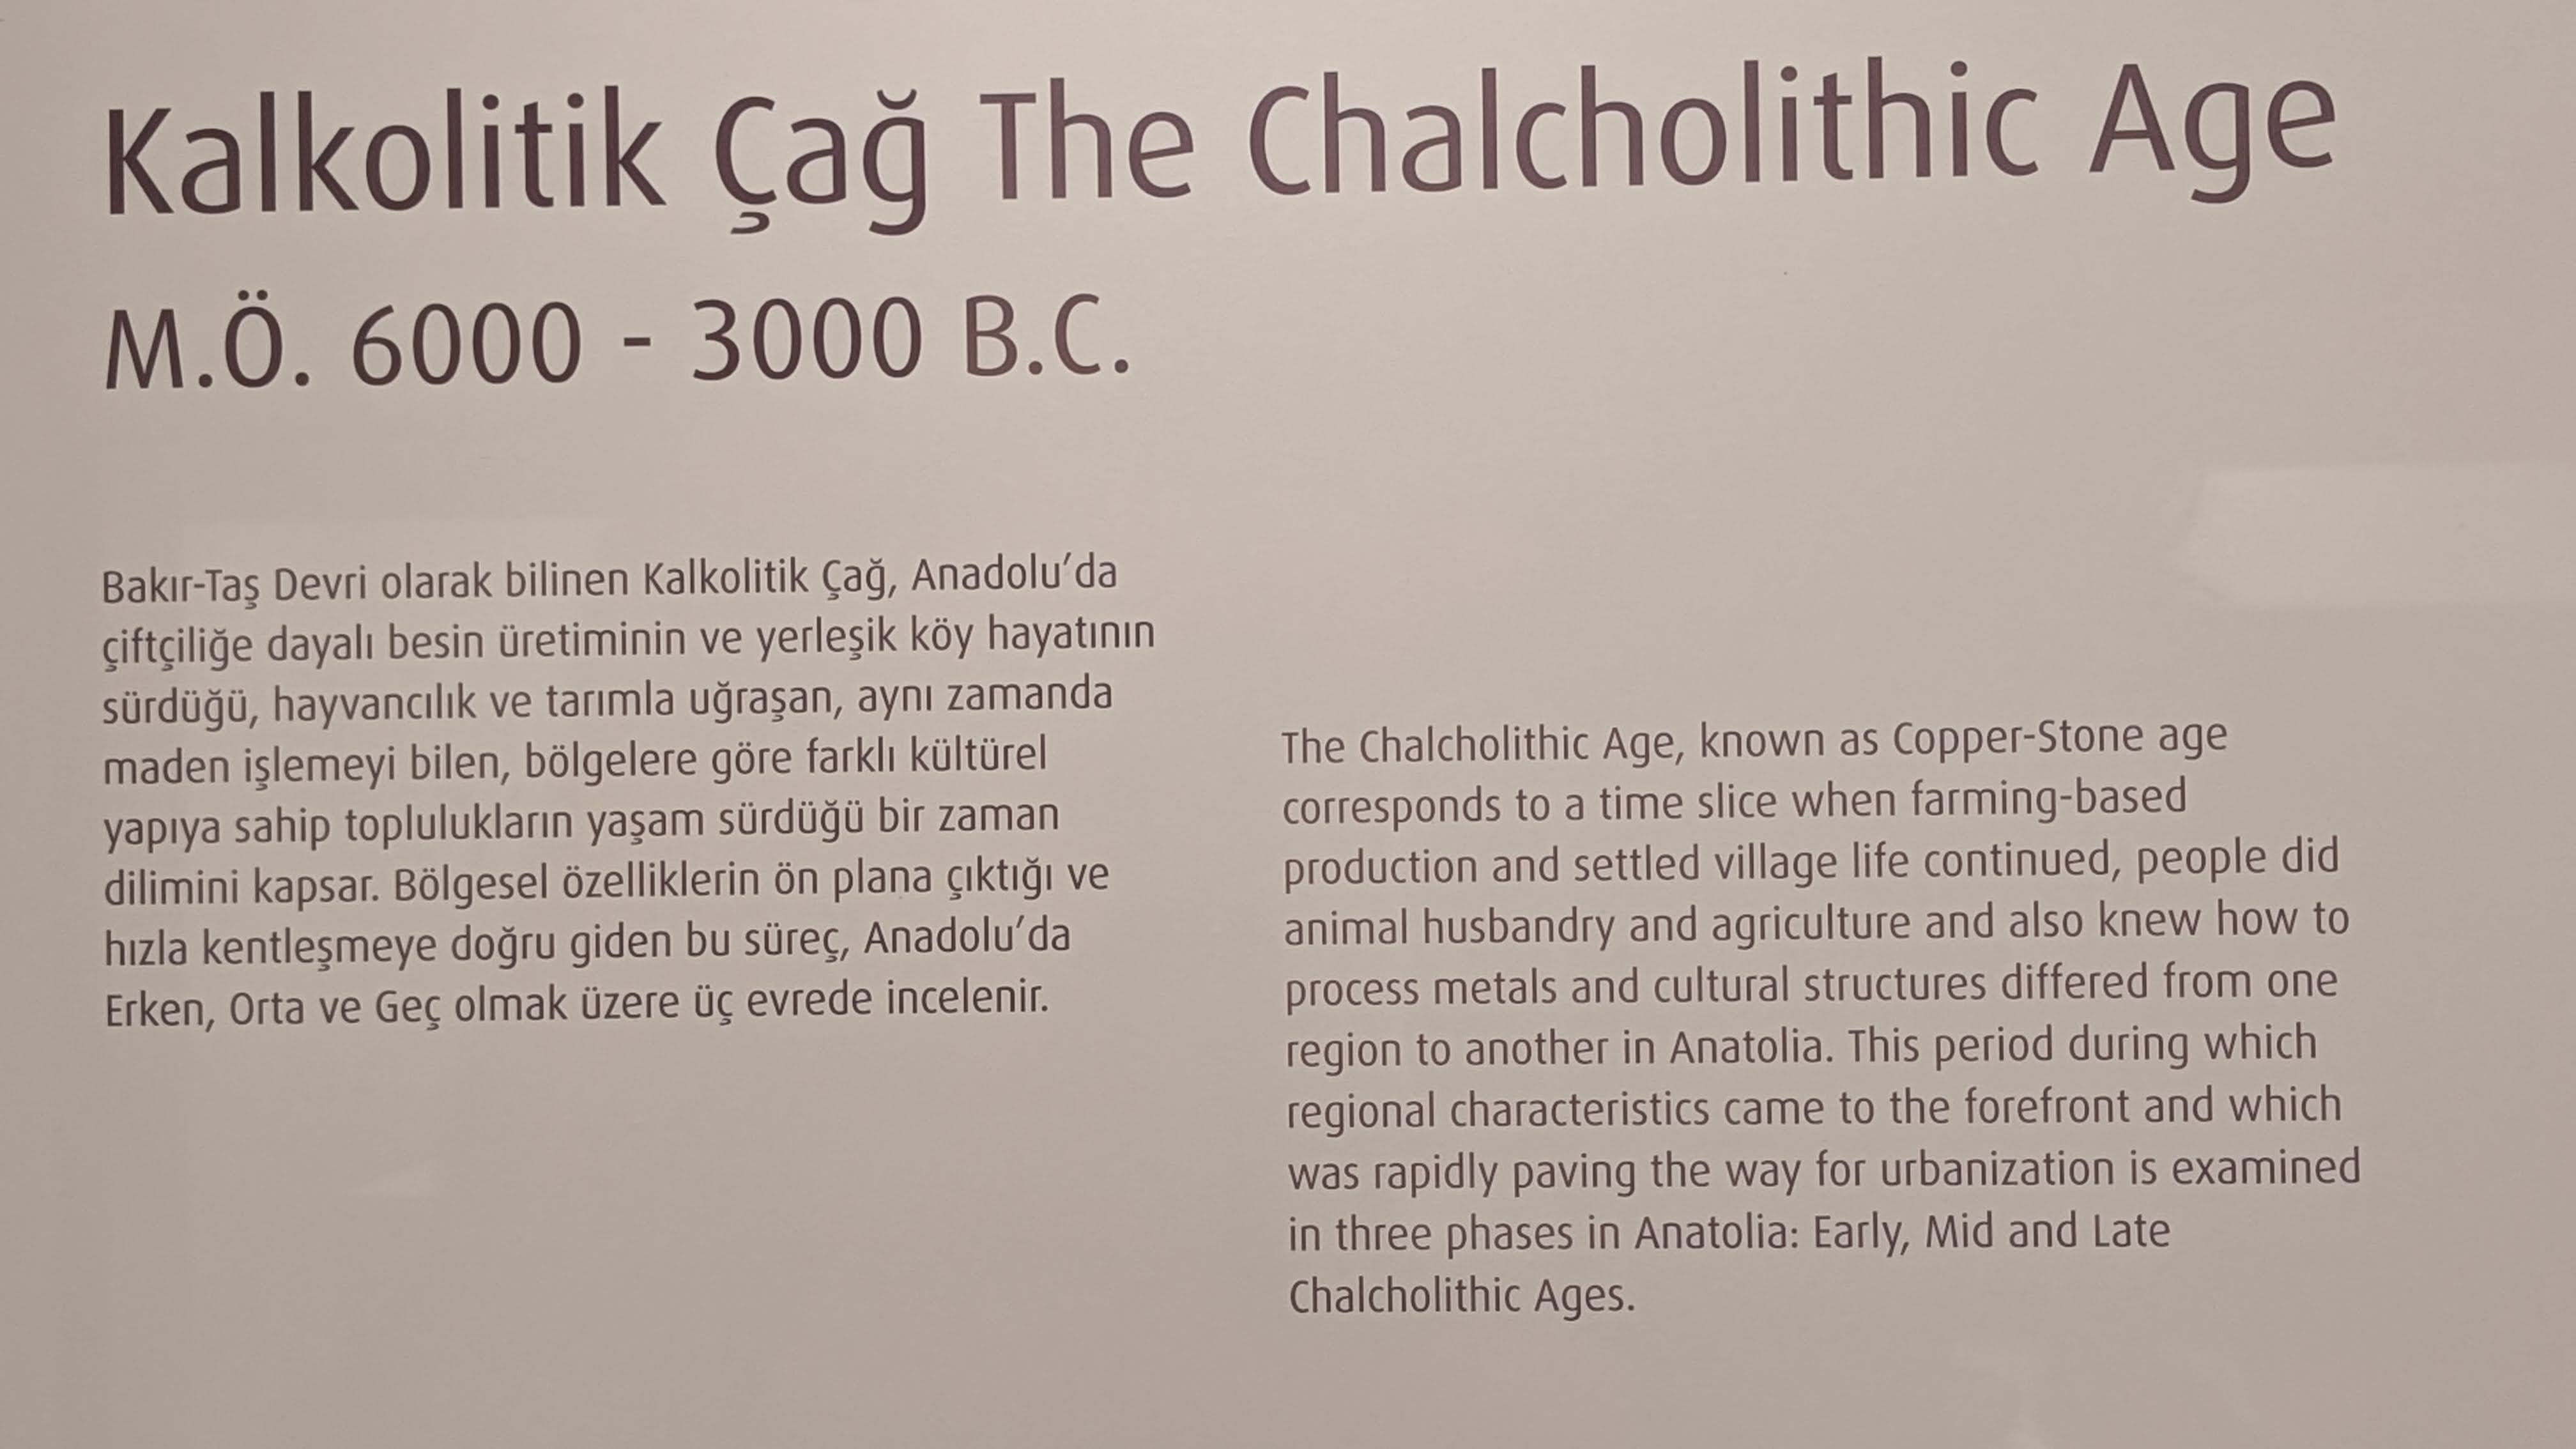 Kalkolitik Çağ The Chalcholithic Age
M.Ö. 6000 - 3000 B.C.
Bakır-Taş Devri olarak bilinen Kalkolitik Çağ, Anadolu'da
çiftçiliğe dayalı besin üretiminin ve yerleşik köy hayatının
sürdüğü, hayvancılık ve tarımla uğraşan, aynı zamanda
maden işlemeyi bilen, bölgelere göre farklı kültürel
yapıya sahip toplulukların yaşam sürdüğü bir zaman
dilimini kapsar. Bölgesel özelliklerin ön plana çıktığı ve
hızla kentleşmeye doğru giden bu süreç, Anadolu'da
Erken, Orta ve Geç olmak üzere üç evrede incelenir.
The Chalcholithic Age, known as Copper-Stone age
corresponds to a time slice when farming-based
production and settled village life continued, people did
animal husbandry and agriculture and also knew how to
process metals and cultural structures differed from one
region to another in Anatolia. This period during which
regional characteristics came to the forefront and which
was rapidly paving the way for urbanization is examined
in three phases in Anatolia: Early, Mid and Late
Chalcholithic Ages.